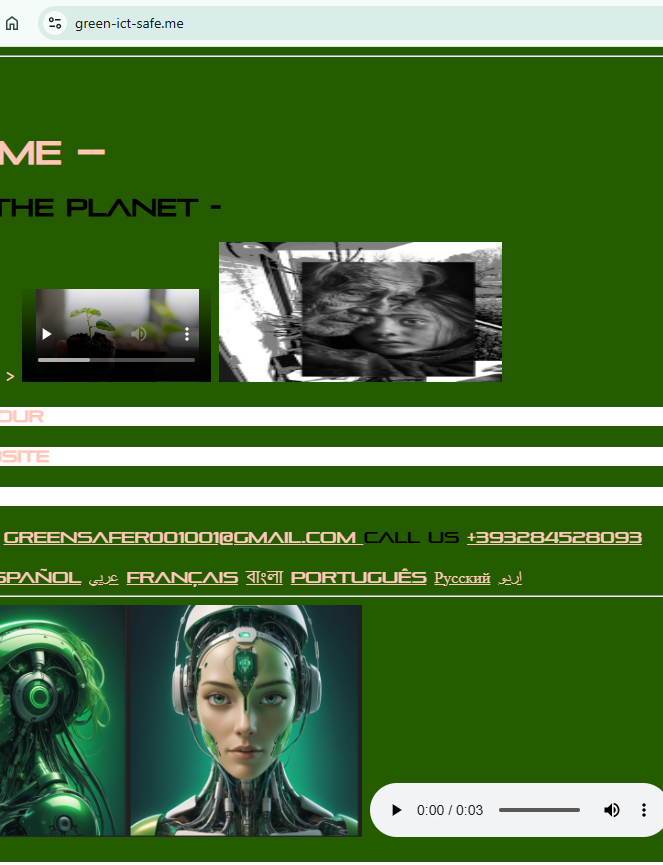 green-ict-safe.me
ME –
THE PLANET -
>
OUR
SITE
GREENSAFER001001@GMAIL.COM CALL US +393284528093
SPAÑOL عربي FRANÇAIS বাংলা PORTUGUÊS Русский اردو
0:00 / 0:03